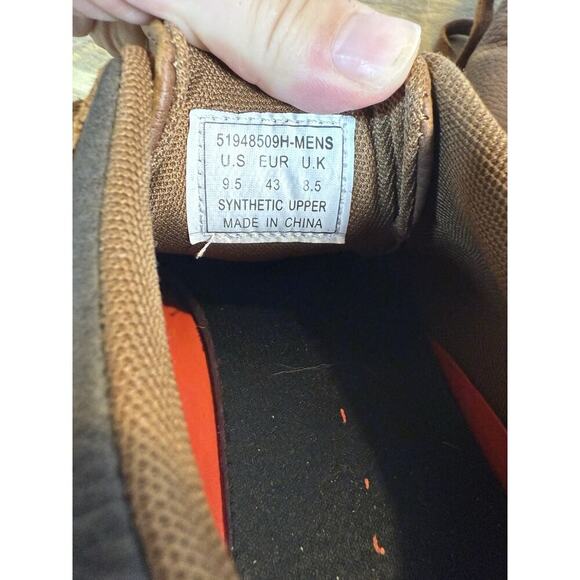 51948509H-MENS
U.S EUR U.K
9.5 43 8.5
SYNTHETIC UPPER
MADE IN CHINA